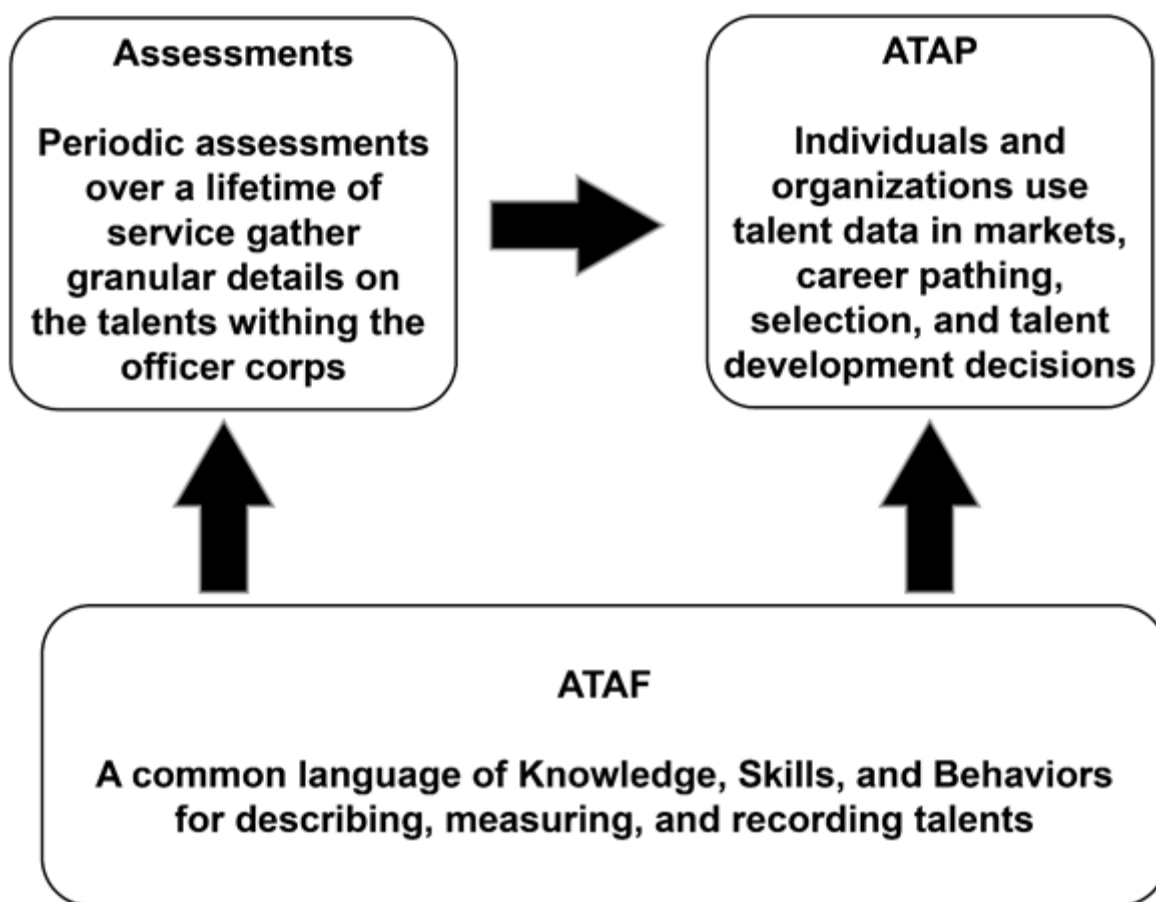 Assessments
Periodic assessments
over a lifetime of
service gather
granular details on
the talents withing the
officer corps
ATAP
Individuals and
organizations use
talent data in markets,
career pathing,
selection, and talent
development decisions
ATAF
A common language of Knowledge, Skills, and Behaviors
for describing, measuring, and recording talents